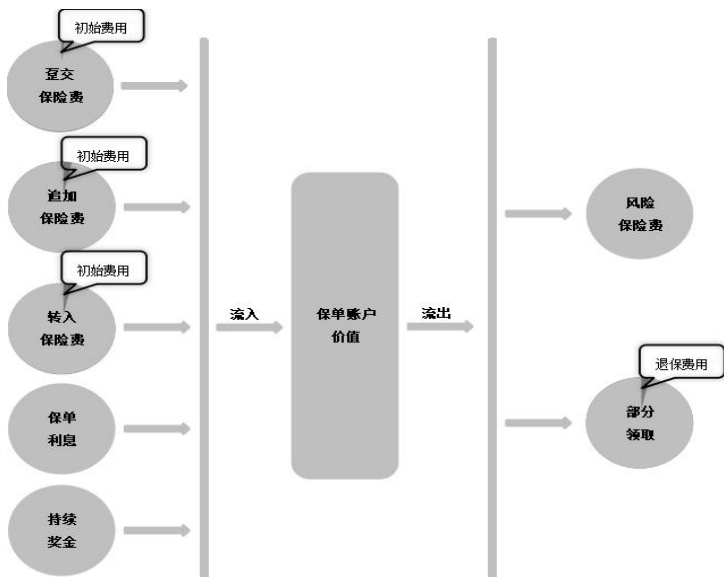 初始费用
趸交
保险费
初始费用
追加
保险费
初始费用
转入
保险费
保单
利息
持续
奖金
流入
保单账户
价值
流出
风险
保险费
退保费用
部分
领取